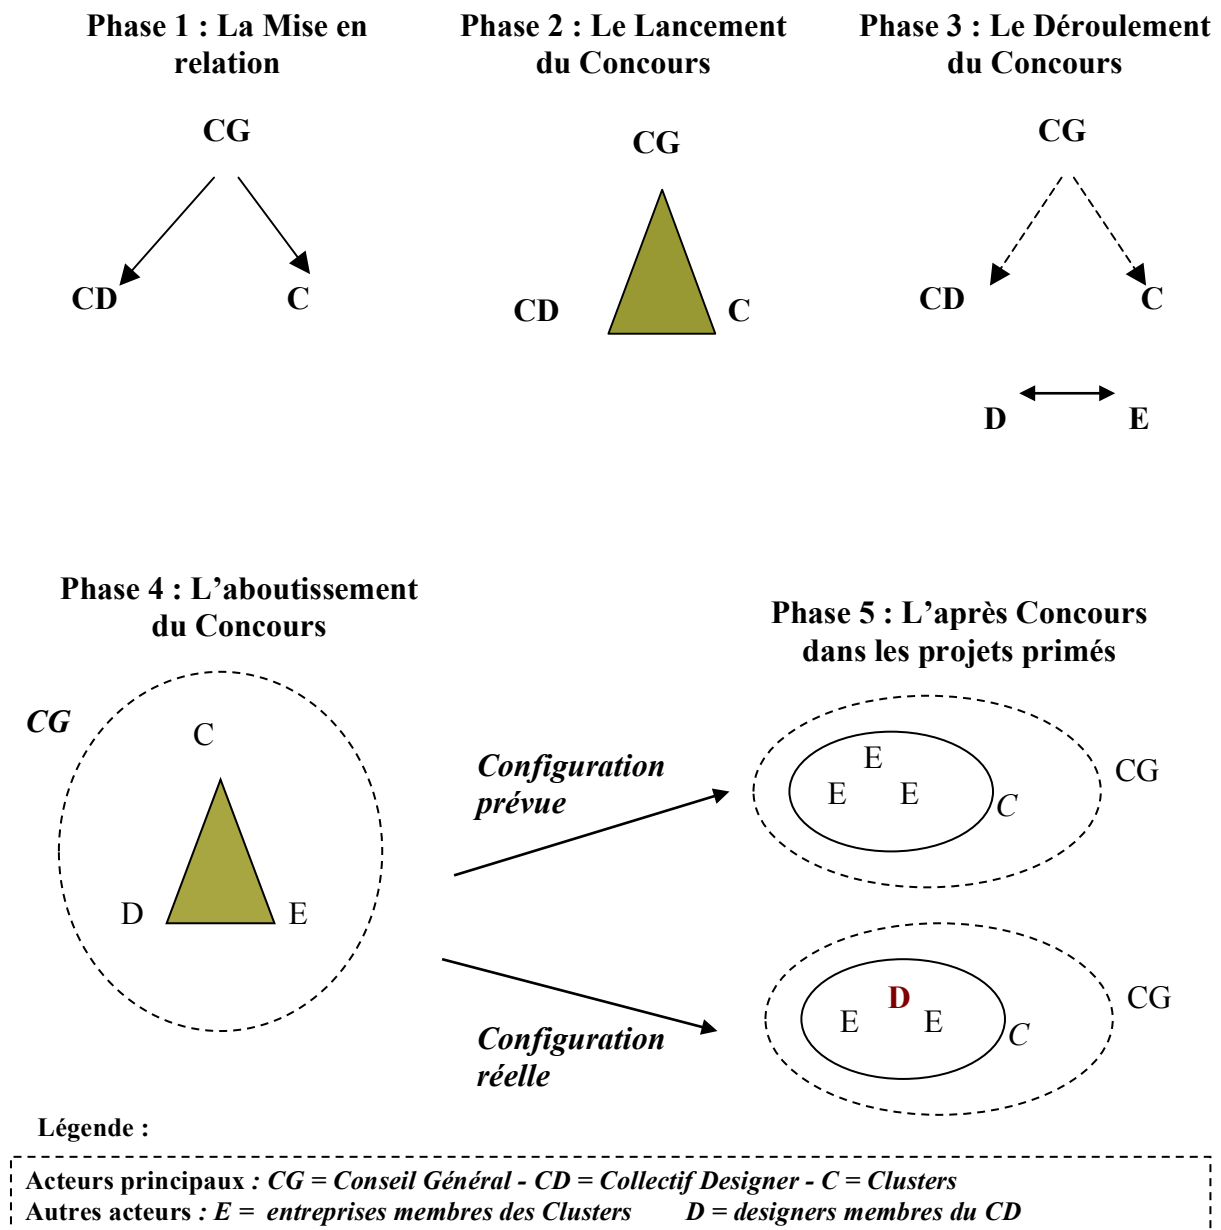 Phase 1 : La Mise en
relation
CG
CD
C
Phase 2 : Le Lancement
du Concours
CG
CD
C
Phase 3 : Le Déroulement
du Concours
CG
CD
C
D
E
Phase 4 : L’aboutissement
du Concours
CG
C
D
E
Configuration
prévue
Configuration
réelle
Phase 5 : L’après Concours
dans les projets primés
E
E E
C
CG
D
E E
C
CG
Légende :
Acteurs principaux : CG = Conseil Général - CD = Collectif Designer - C = Clusters
Autres acteurs : E = entreprises membres des Clusters D = designers membres du CD